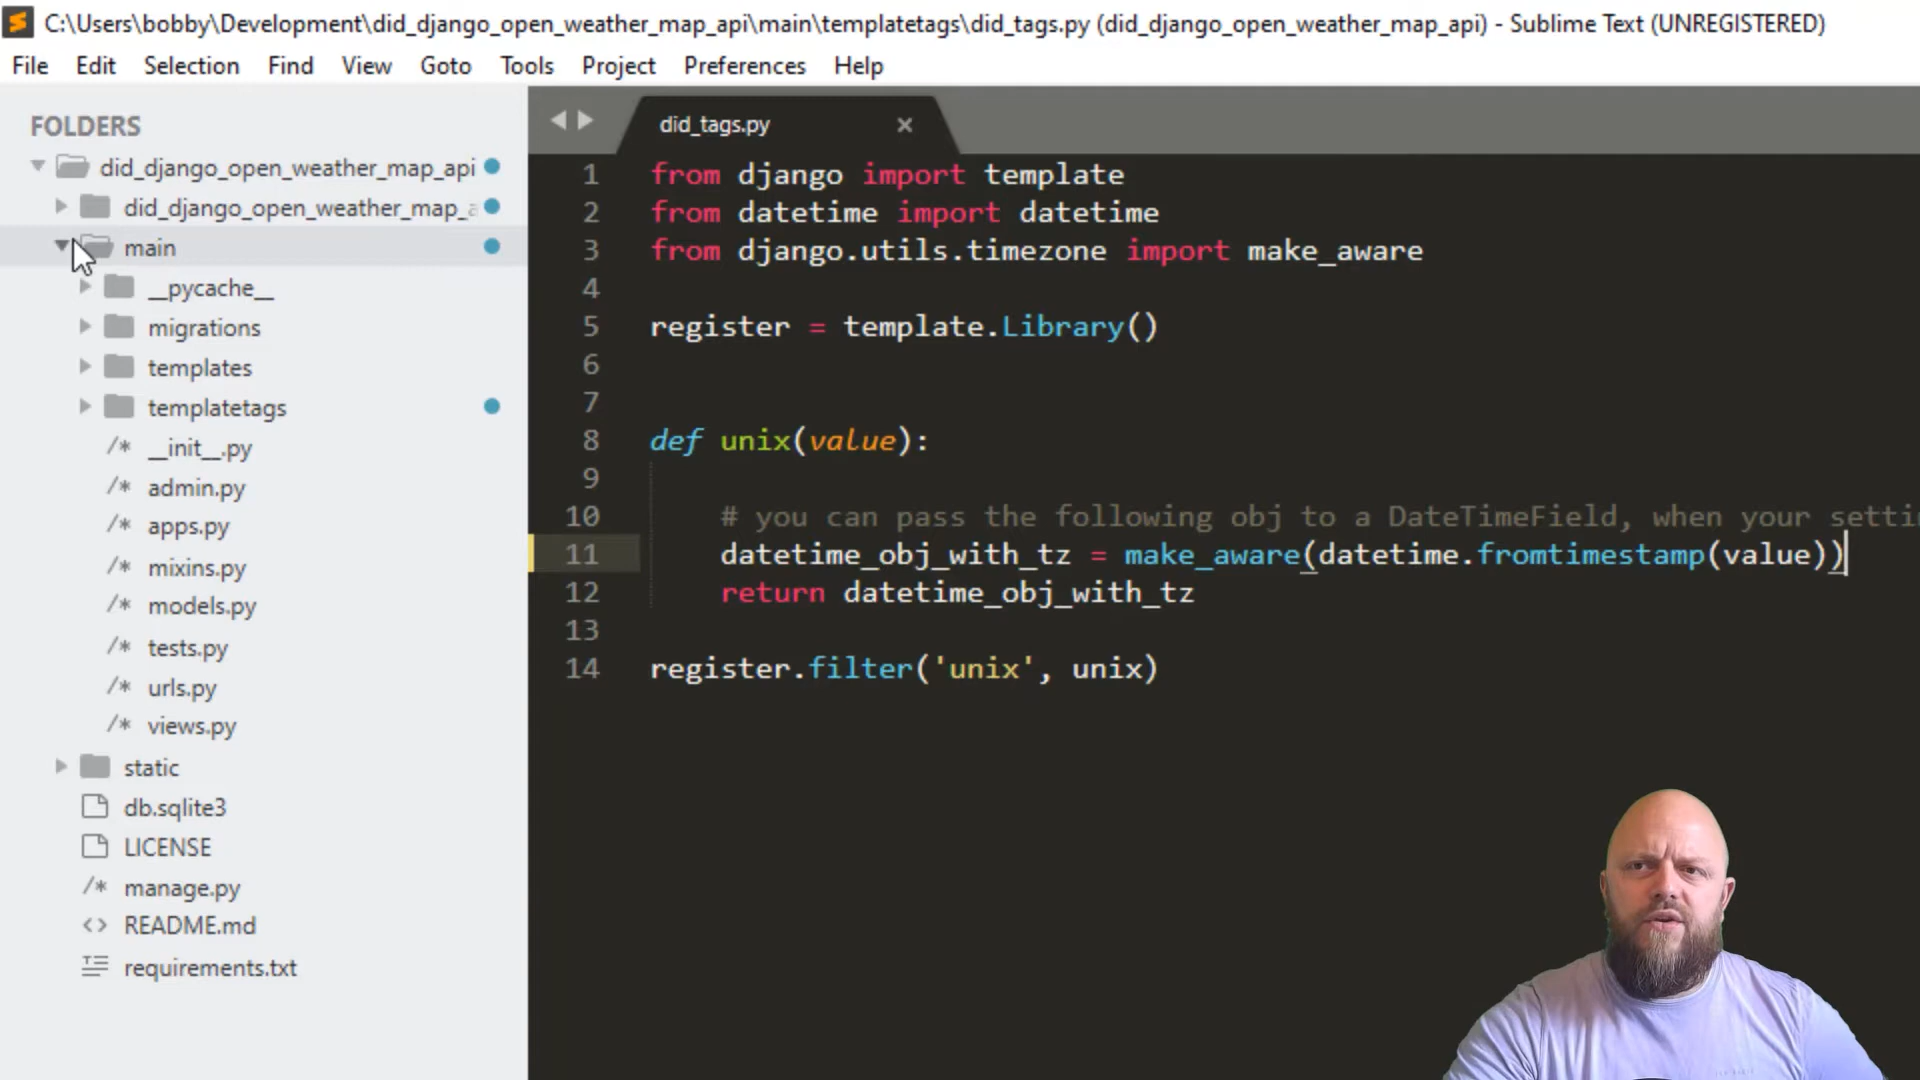 C:\Users\bobby\Development\did_django_open_weather_map_api\main\templatetags\did_tags.py (did_django_open_weather_map_api) - Sublime Text (UNREGISTERED)
File Edit Selection Find View Goto Tools Project Preferences Help
FOLDERS
did_django_open_weather_map_api
did_django_open_weather_map_a
main
__pycache__
migrations
templates
templatetags
/* __init__.py
/* admin.py
/* apps.py
/* mixins.py
/* models.py
/* tests.py
/* urls.py
/* views.py
static
db.sqlite3
LICENSE
/* manage.py
<> README.md
requirements.txt
did_tags.py ×
1 from django import template
2 from datetime import datetime
3 from django.utils.timezone import make_aware
4
5 register = template.Library()
6
7
8 def unix(value):
9
10 # you can pass the following obj to a DateTimeField, when your settin
11 datetime_obj_with_tz = make_aware(datetime.fromtimestamp(value))
12 return datetime_obj_with_tz
13
14 register.filter('unix', unix)